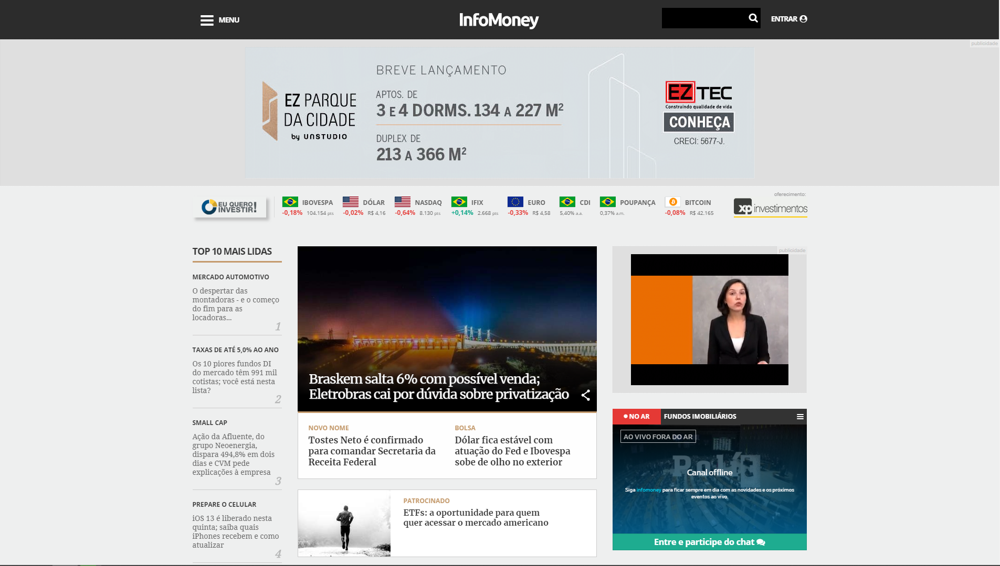 MENU
InfoMoney
ENTRAR
publicidade
BREVE LANÇAMENTO
EZ PARQUE
DA CIDADE
by UNSTUDIO
APTOS. DE
3 E 4 DORMS. 134 A 227 M²
DUPLEX DE
213 A 366 M²
EZ TEC
Construindo qualidade de vida
CONHEÇA
CRECI: 5677-J.
EU QUERO
INVESTIR!
IBOVESPA
-0,18% 104.154 pts
DÓLAR
-0,02% R$ 4,16
NASDAQ
-0,64% 8.130 pts
IFIX
+0,14% 2.668 pts
EURO
-0,33% R$ 4,58
CDI
5,40% a.a.
POUPANÇA
0,37% a.m.
BITCOIN
-0,08% R$ 42.165
oferecimento:
xp investimentos
TOP 10 MAIS LIDAS
MERCADO AUTOMOTIVO
O despertar das
montadoras - e o começo
do fim para as
locadoras...
1
TAXAS DE ATÉ 5,0% AO ANO
Os 10 piores fundos DI
do mercado têm 991 mil
cotistas; você está nesta
lista?
2
SMALL CAP
Ação da Afluente, do
grupo Neoenergia,
dispara 494,8% em dois
dias e CVM pede
explicações à empresa
3
PREPARE O CELULAR
iOS 13 é liberado nesta
quinta; saiba quais
iPhones recebem e como
atualizar
4
Braskem salta 6% com possível venda;
Eletrobras cai por dúvida sobre privatização
NOVO NOME
Tostes Neto é confirmado
para comandar Secretaria da
Receita Federal
BOLSA
Dólar fica estável com
atuação do Fed e Ibovespa
sobe de olho no exterior
PATROCINADO
ETFs: a oportunidade para quem
quer acessar o mercado americano
publicidade
NO AR
FUNDOS IMOBILIÁRIOS
AO VIVO FORA DO AR
Canal offline
Siga infomoney para ficar sempre em dia com as novidades e os próximos
eventos ao vivo.
Entre e participe do chat